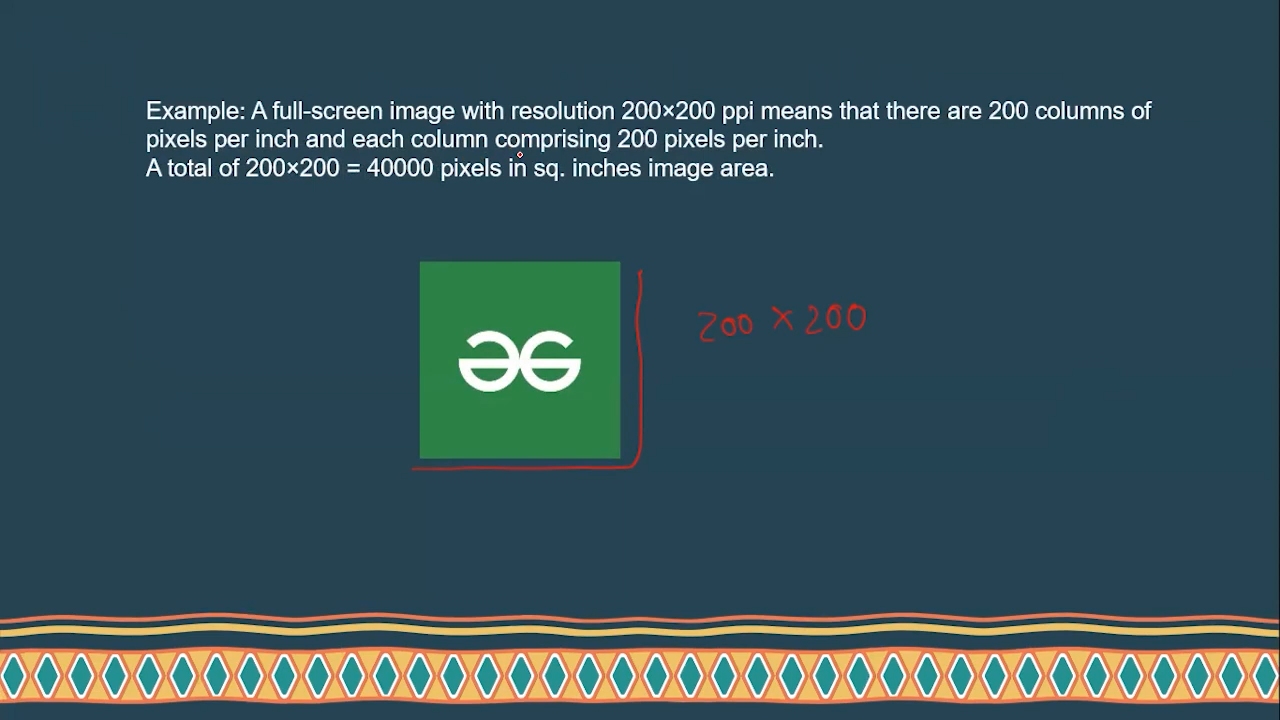 Example: A full-screen image with resolution 200×200 ppi means that there are 200 columns of
pixels per inch and each column comprising 200 pixels per inch.
A total of 200×200 = 40000 pixels in sq. inches image area.
200 × 200